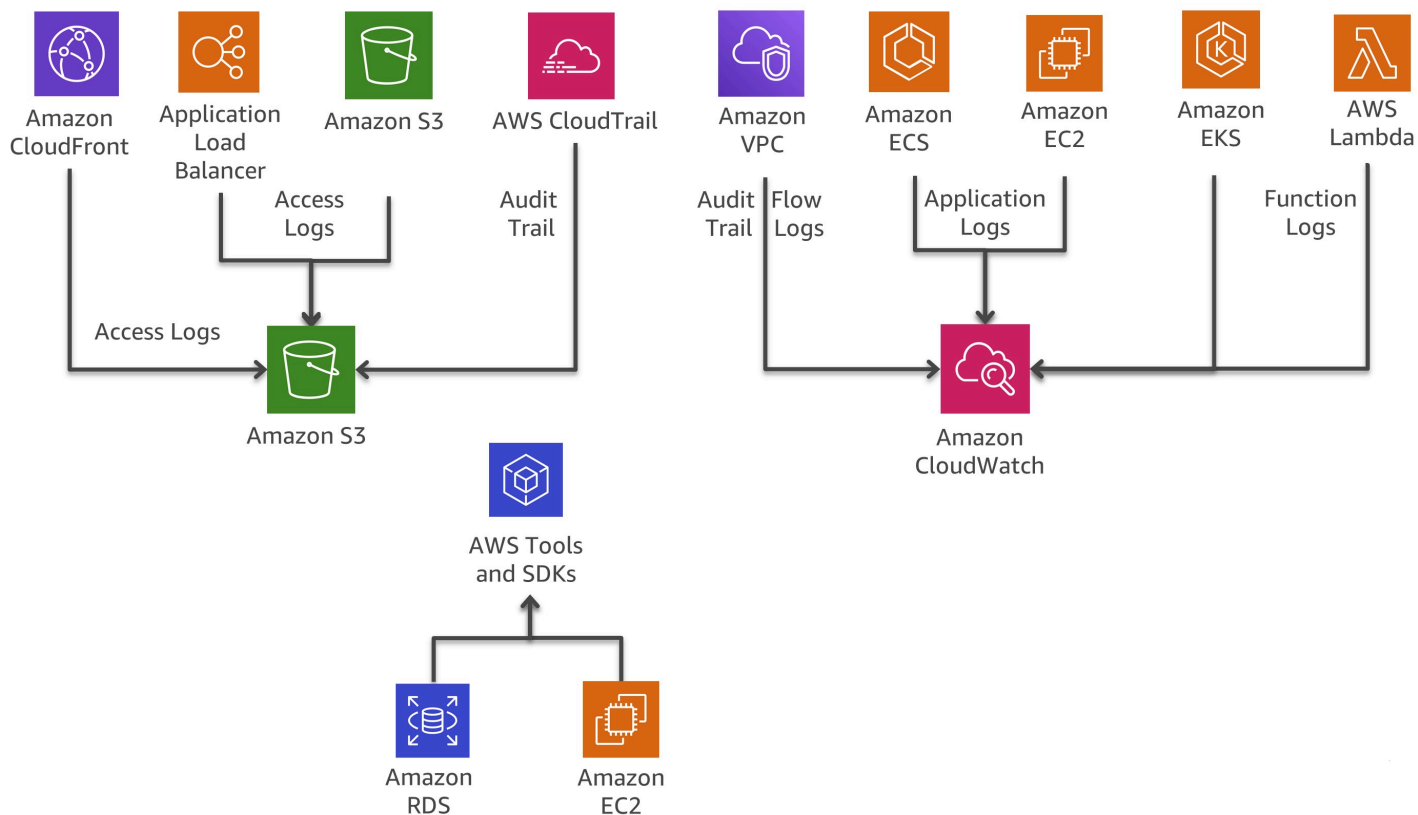 Amazon
CloudFront
Application
Load
Balancer
Amazon S3
AWS CloudTrail
Amazon
VPC
Amazon
ECS
Amazon
EC2
K
Amazon
EKS
AWS
Lambda
Access
Logs
Audit
Trail
Audit
Trail
Flow
Logs
Application
Logs
Function
Logs
Access Logs
Amazon S3
Amazon
CloudWatch
AWS Tools
and SDKs
Amazon
RDS
Amazon
EC2